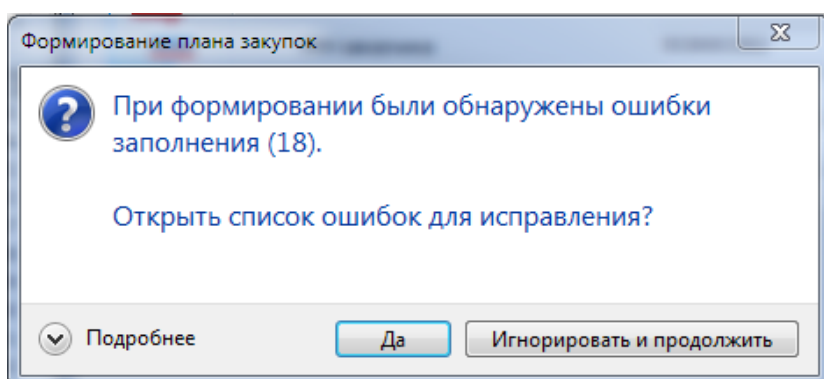 Формирование плана закупок
При формировании были обнаружены ошибки
заполнения (18).
Открыть список ошибок для исправления?
Подробнее
Да
Игнорировать и продолжить